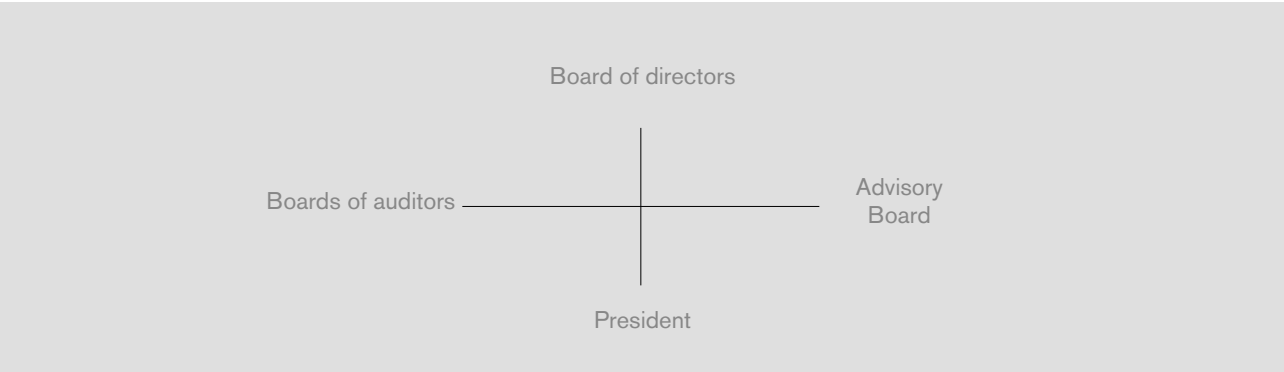 Board of directors
Boards of auditors
Advisory
Board
President